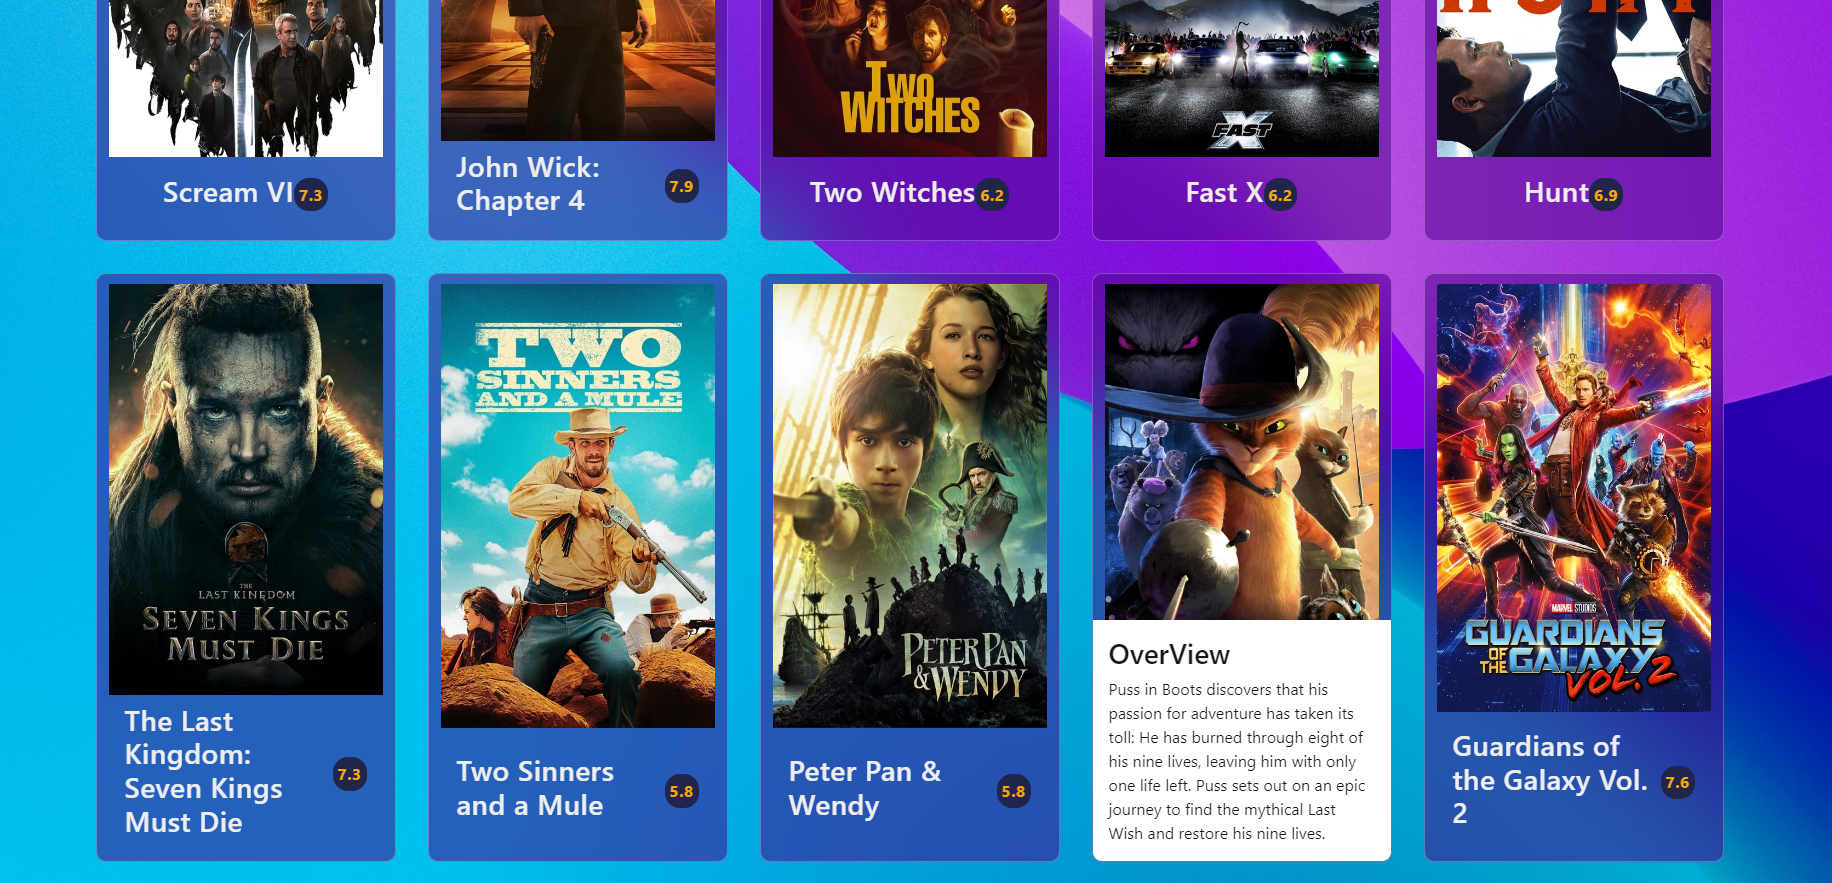 TWO
WITCHES
FAST X
HUNT
Scream VI 7.3
John Wick:
Chapter 4
7.9
Two Witches 6.2
Fast X 6.2
Hunt 6.9
THE
LAST KINGDOM
SEVEN KINGS
MUST DIE
The Last
Kingdom:
Seven Kings
Must Die
7.3
TWO
SINNERS
AND A MULE
Two Sinners
and a Mule
5.8
PETER PAN
& WENDY
Peter Pan &
Wendy
5.8
OverView
Puss in Boots discovers that his
passion for adventure has taken its
toll: He has burned through eight of
his nine lives, leaving him with only
one life left. Puss sets out on an epic
journey to find the mythical Last
Wish and restore his nine lives.
MARVEL STUDIOS
GUARDIANS
OF THE GALAXY
VOL. 2
Guardians of
the Galaxy Vol.
2
7.6